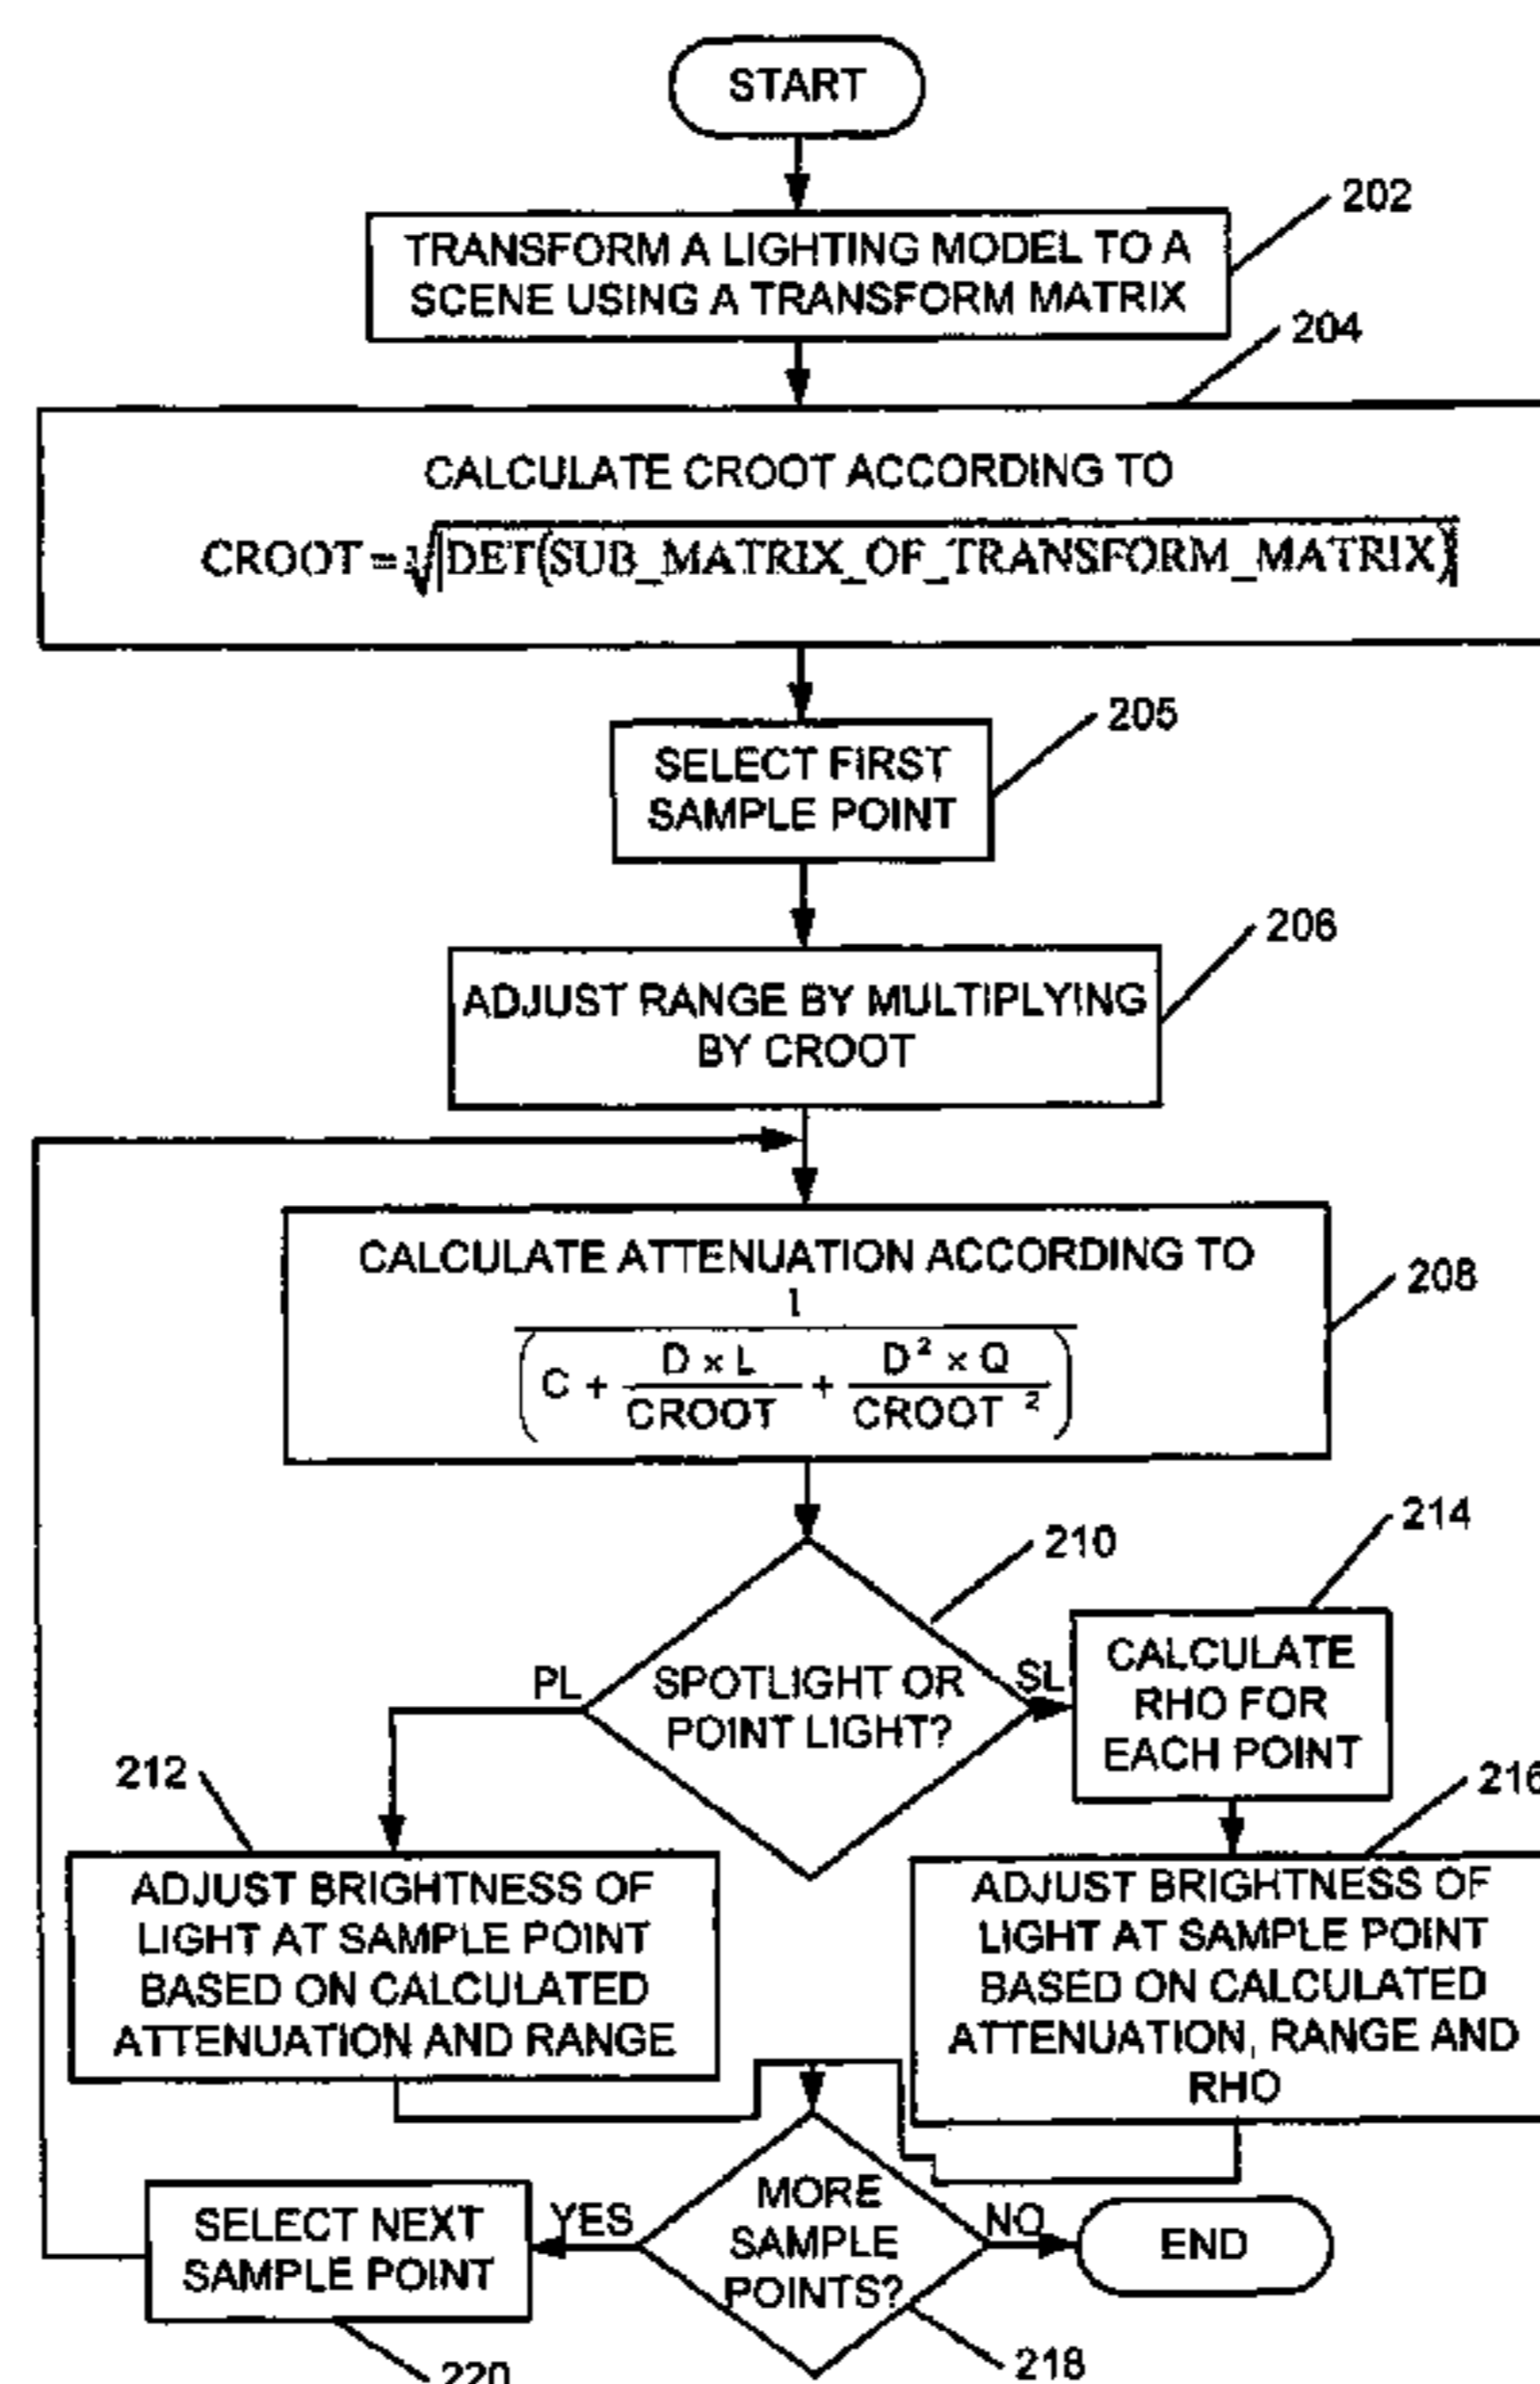 START
202
TRANSFORM A LIGHTING MODEL TO A
SCENE USING A TRANSFORM MATRIX
204
CALCULATE CROOT ACCORDING TO
CROOT = ∛|DET(SUB_MATRIX_OF_TRANSFORM_MATRIX)|
205
SELECT FIRST
SAMPLE POINT
206
ADJUST RANGE BY MULTIPLYING
BY CROOT
CALCULATE ATTENUATION ACCORDING TO
208
1
D × L
D² × Q
C +
+
CROOT
CROOT ²
210
214
PL
SPOTLIGHT OR
POINT LIGHT?
SL
CALCULATE
RHO FOR
EACH POINT
212
216
ADJUST BRIGHTNESS OF
LIGHT AT SAMPLE POINT
BASED ON CALCULATED
ATTENUATION AND RANGE
ADJUST BRIGHTNESS OF
LIGHT AT SAMPLE POINT
BASED ON CALCULATED
ATTENUATION, RANGE AND
RHO
SELECT NEXT
SAMPLE POINT
YES
MORE
SAMPLE
POINTS?
NO
END
220
218